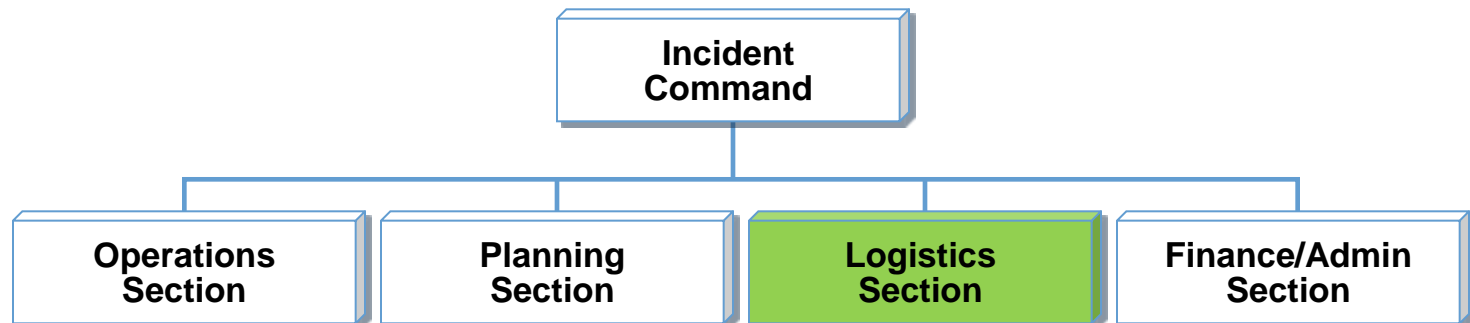 Incident
Command
Operations
Section
Planning
Section
Logistics
Section
Finance/Admin
Section